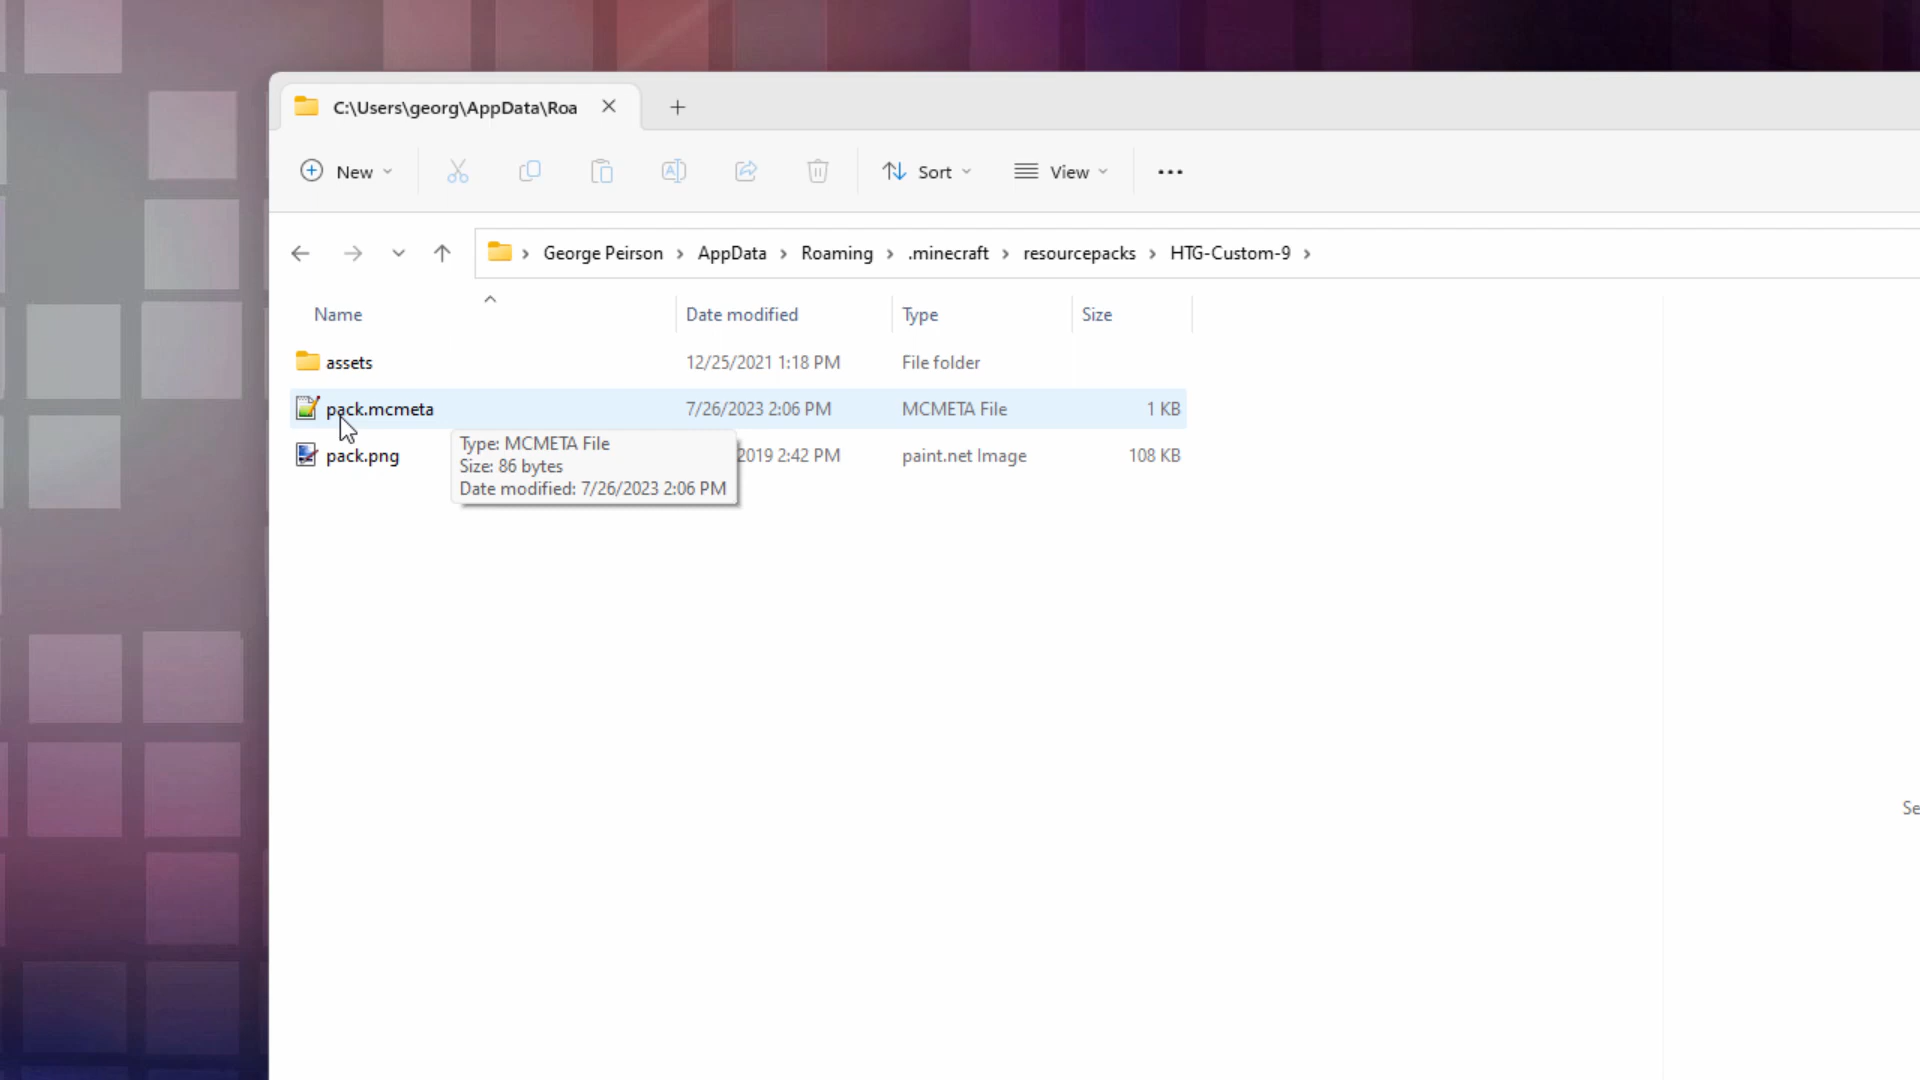 C:\Users\georg\AppData\Roa
New
Sort
View
George Peirson > AppData > Roaming > .minecraft > resourcepacks > HTG-Custom-9 >
Name Date modified Type Size
assets 12/25/2021 1:18 PM File folder
pack.mcmeta 7/26/2023 2:06 PM MCMETA File 1 KB
pack.png 2019 2:42 PM paint.net Image 108 KB
Type: MCMETA File
Size: 86 bytes
Date modified: 7/26/2023 2:06 PM
Se